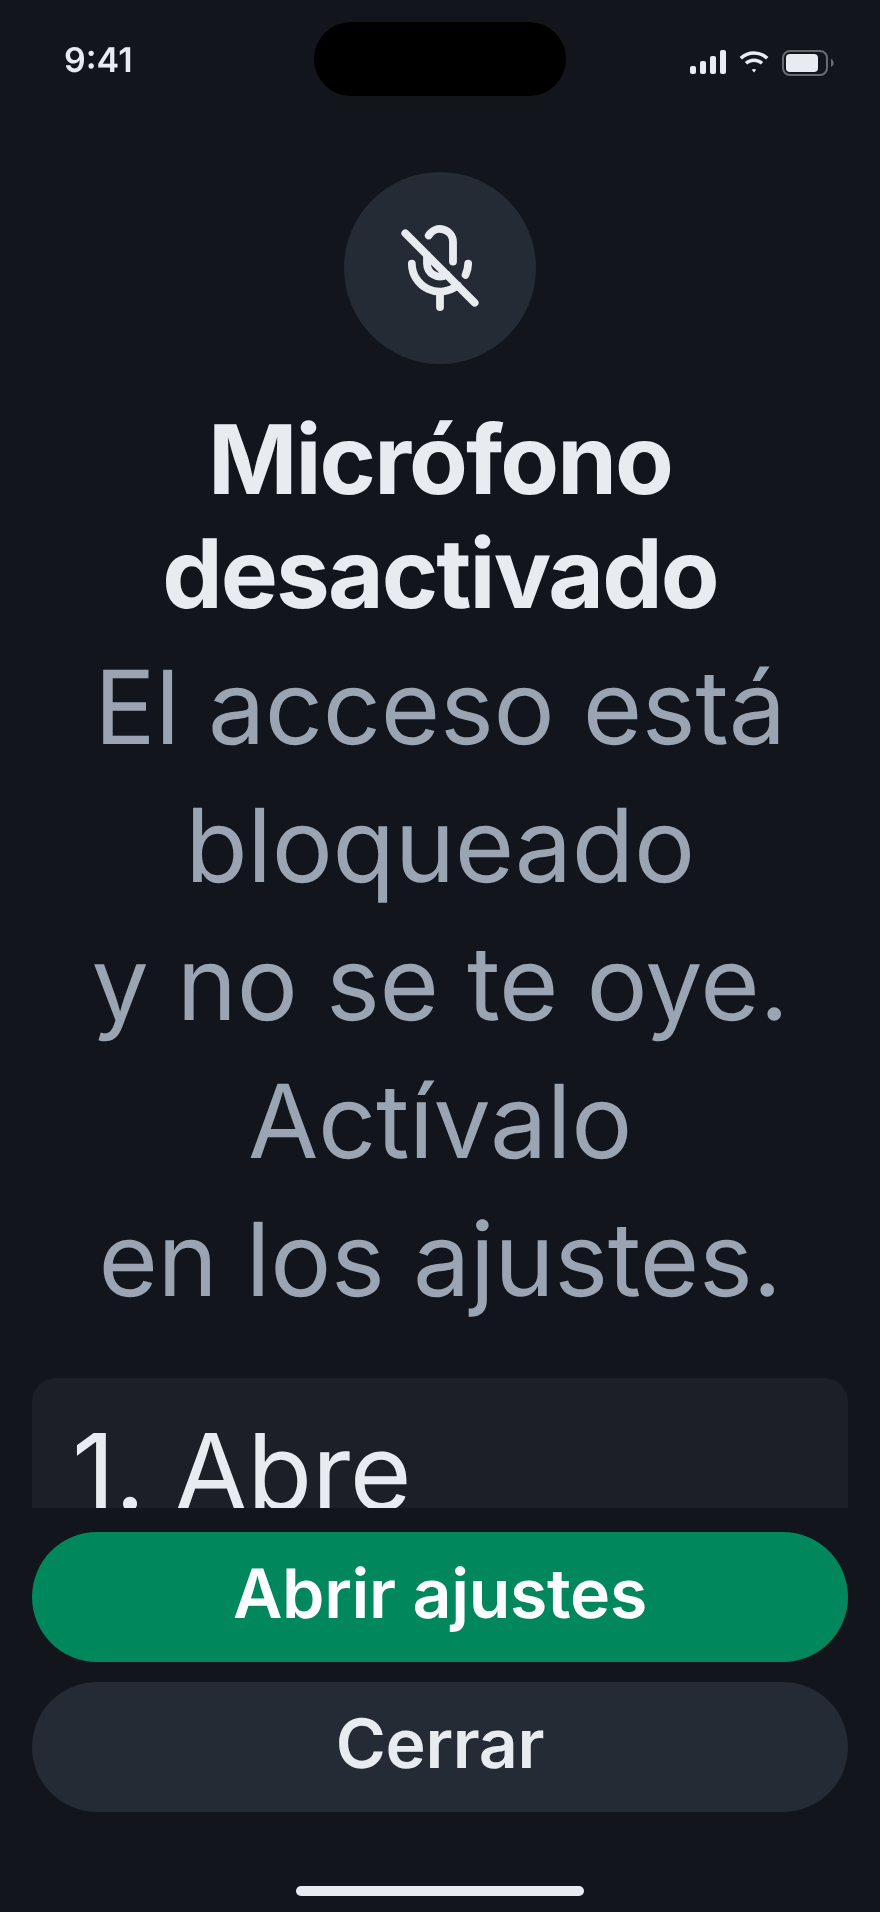 9:41
Micrófono
desactivado
El acceso está
bloqueado
y no se te oye.
Actívalo
en los ajustes.
1. Abre
Abrir ajustes
Cerrar